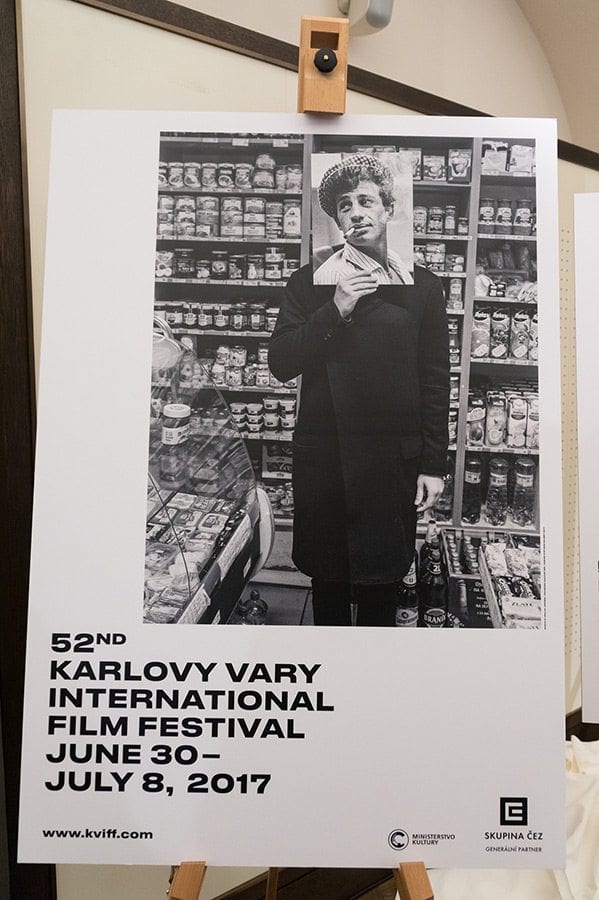 52ND
KARLOVY VARY
INTERNATIONAL
FILM FESTIVAL
JUNE 30–
JULY 8, 2017
www.kviff.com
MINISTERSTVO
KULTURY
SKUPINA ČEZ
GENERÁLNÍ PARTNER